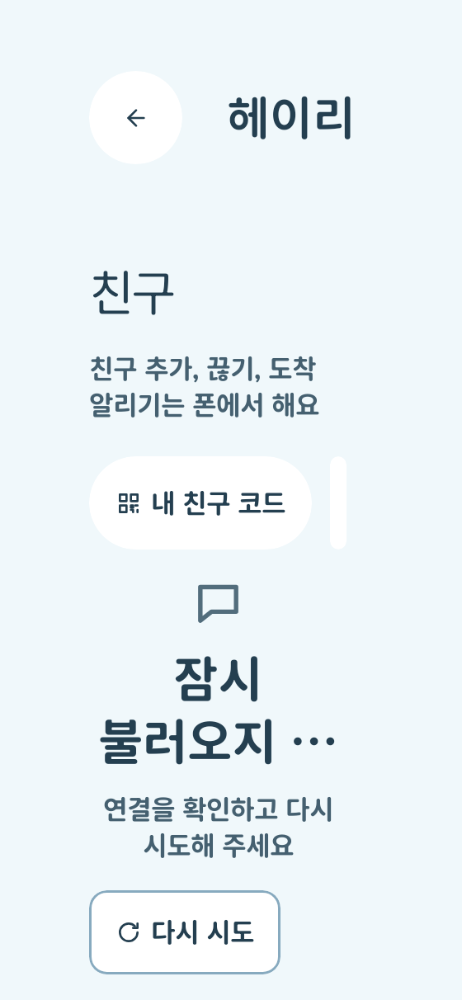 헤이리
친구
친구 추가, 끊기, 도착
알리기는 폰에서 해요
내 친구 코드
잠시
불러오지 …
연결을 확인하고 다시
시도해 주세요
다시 시도